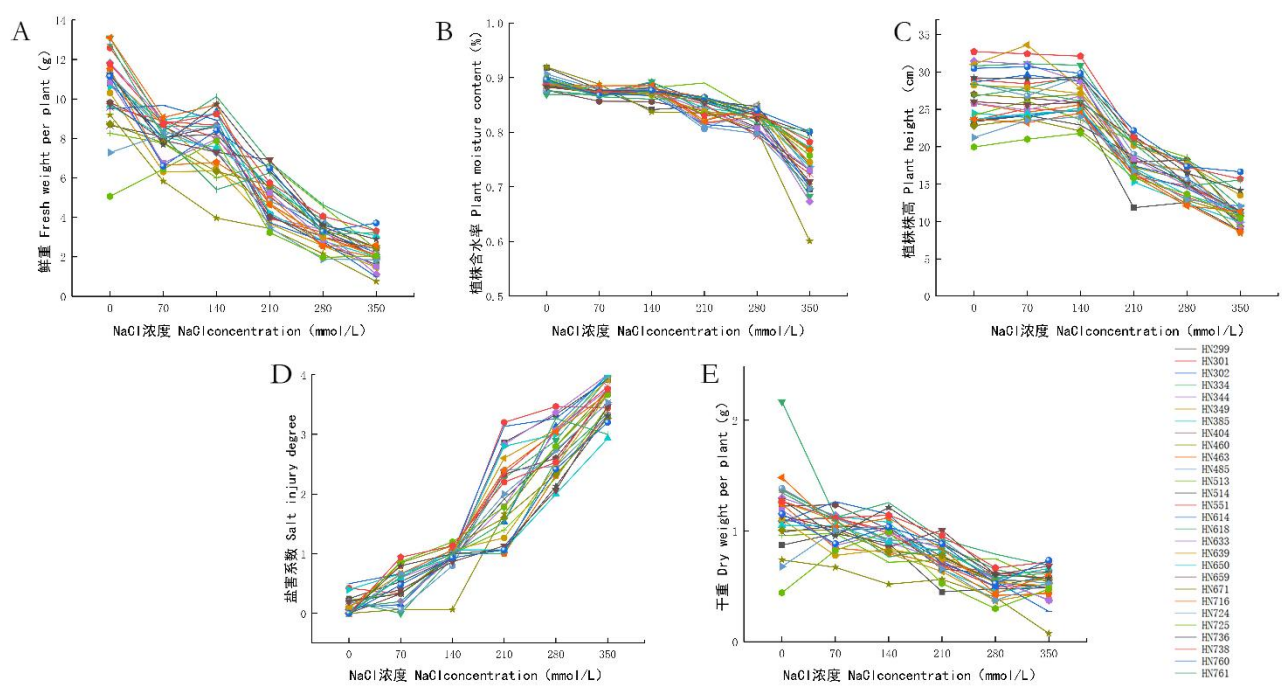 A
鲜重 Fresh weight per plant (g)
14
12
10
8
6
4
2
0
0 70 140 210 280 350
NaCl浓度 NaClconcentration (mmol/L)
B
植株含水率 Plant moisture content (%)
1.0
0.9
0.8
0.7
0.6
0.5
0 70 140 210 280 350
NaCl浓度 NaClconcentration (mmol/L)
C
植株株高 Plant height (cm)
35
30
25
20
15
10
5
0
0 70 140 210 280 350
NaCl浓度 NaClconcentration (mmol/L)
D
盐害系数 Salt injury degree
4
3
2
1
0
0 70 140 210 280 350
NaCl浓度 NaClconcentration (mmol/L)
E
干重 Dry weight per plant (g)
2
1
0
0 70 140 210 280 350
NaCl浓度 NaClconcentration (mmol/L)
HN299
HN301
HN302
HN334
HN344
HN349
HN385
HN404
HN460
HN463
HN485
HN513
HN514
HN551
HN614
HN618
HN633
HN639
HN650
HN659
HN671
HN716
HN724
HN725
HN736
HN738
HN760
HN761